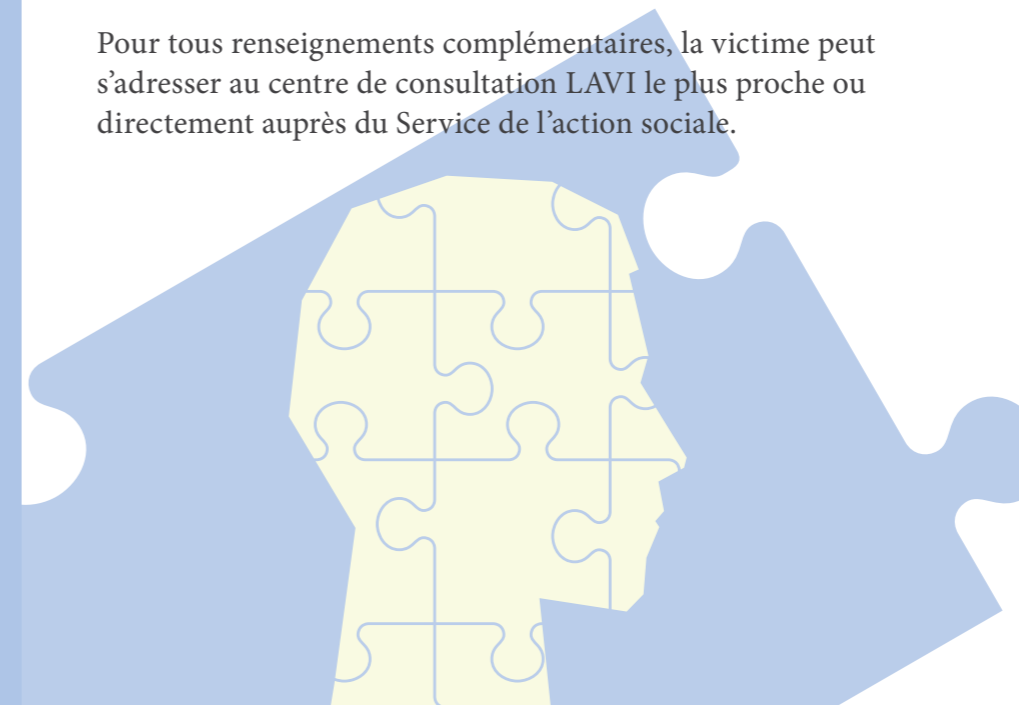 Pour tous renseignements complémentaires, la victime peut
s’adresser au centre de consultation LAVI le plus proche ou
directement auprès du Service de l’action sociale.